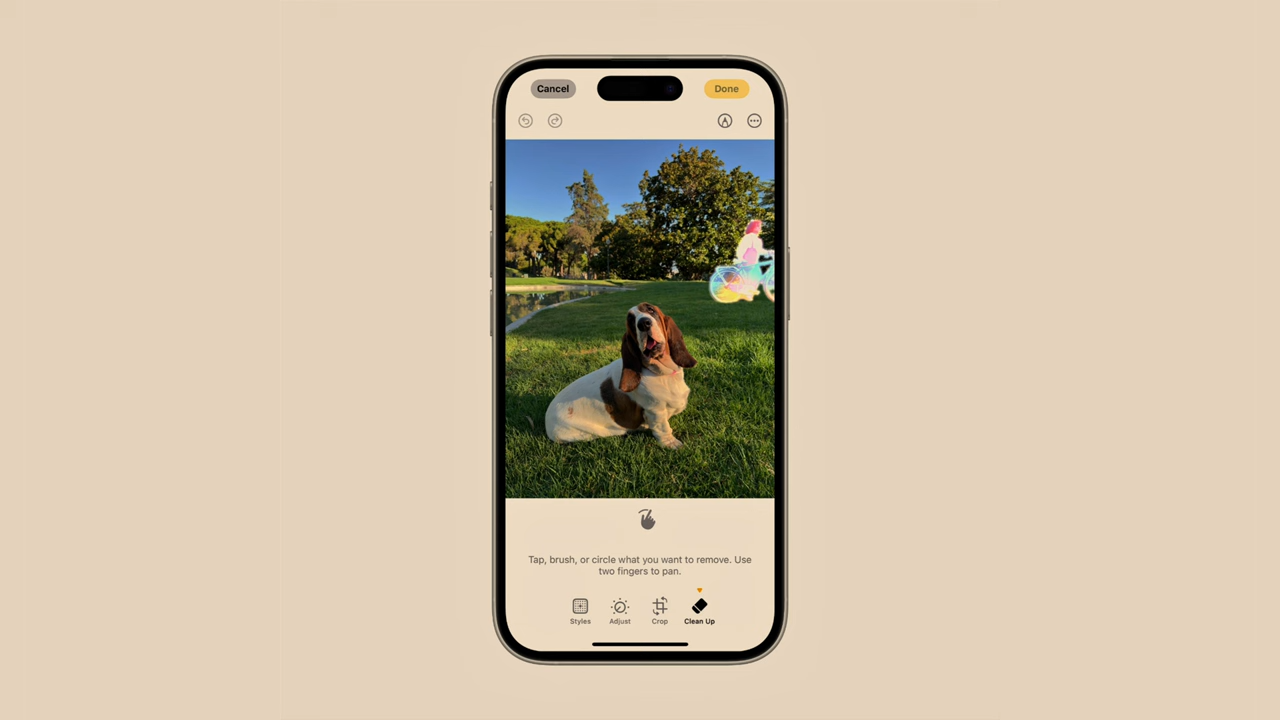 Cancel
Done
Tap, brush, or circle what you want to remove. Use
two fingers to pan.
Styles
Adjust
Crop
Clean Up